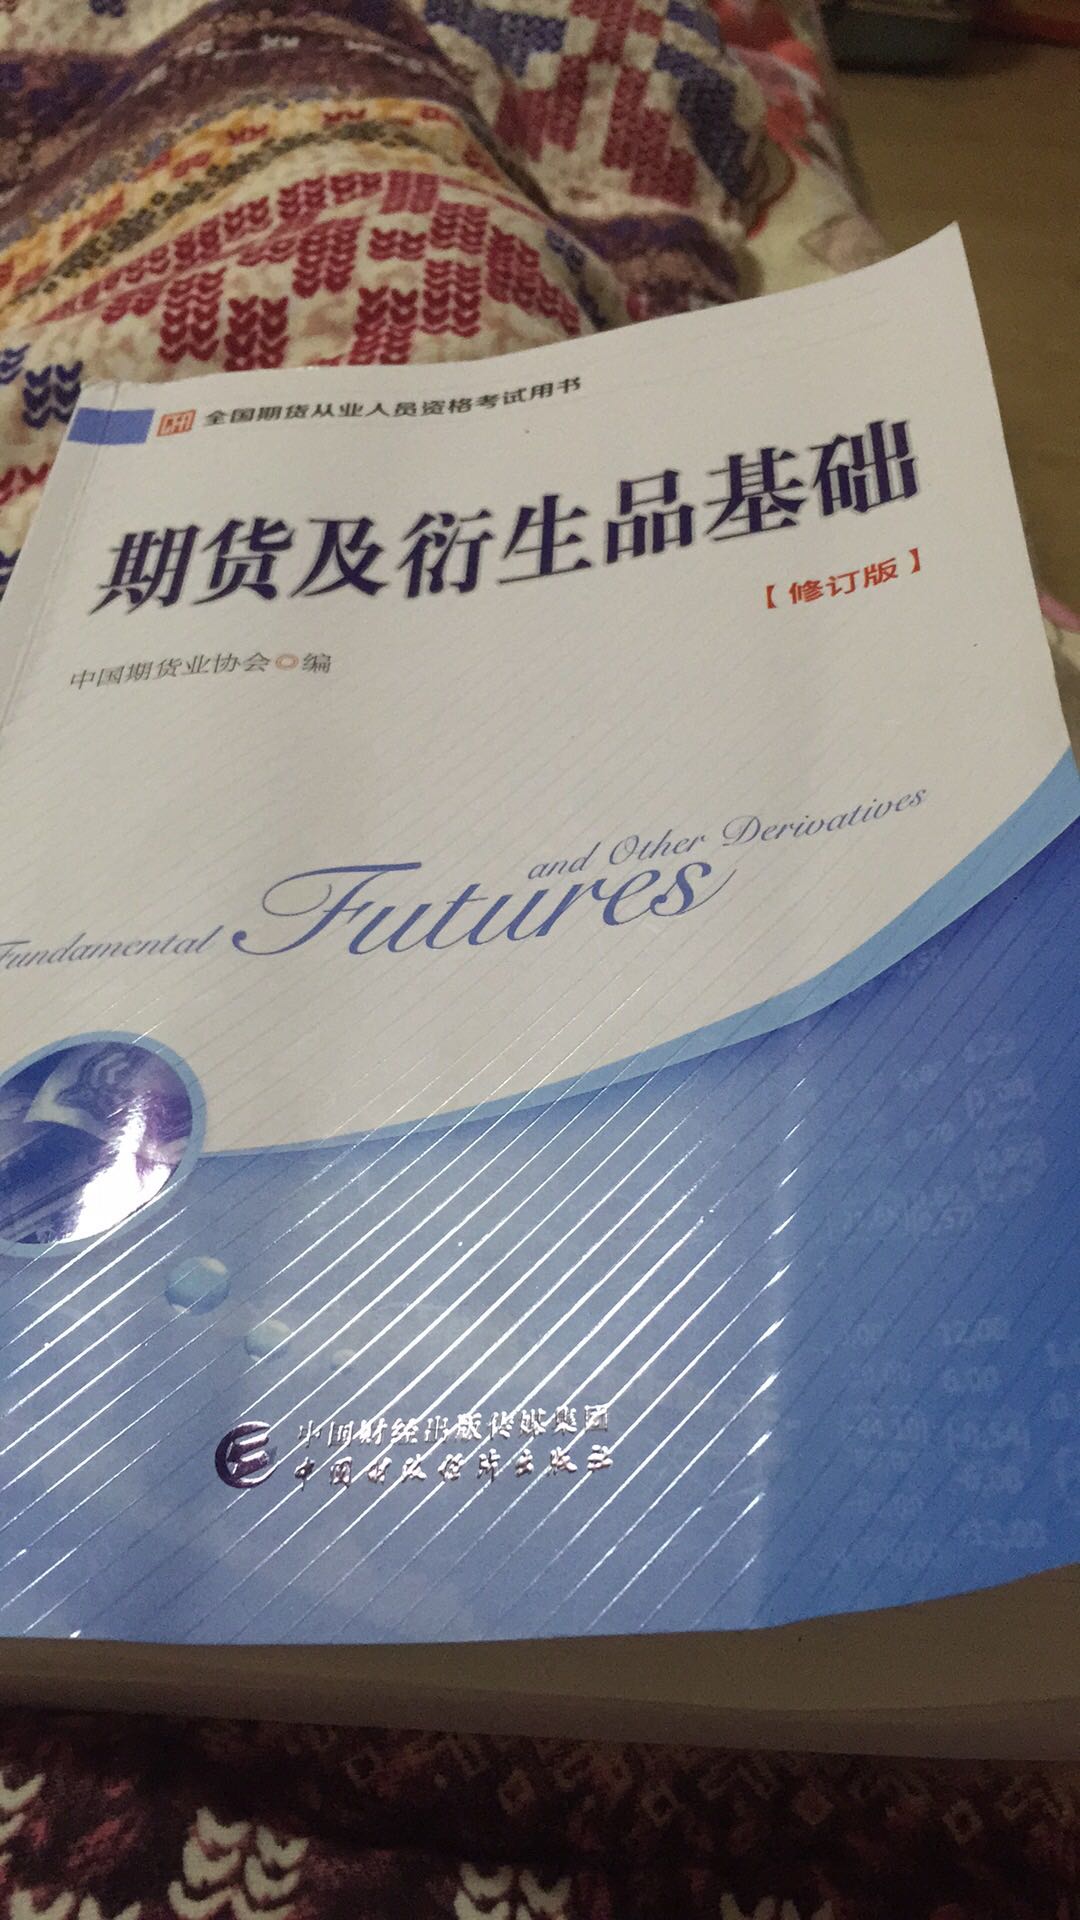 全国期货从业人员资格考试用书
期货及衍生品基础
【修订版】
中国期货业协会 编
Fundamental Futures and Other Derivatives
中国财经出版传媒集团
中国财政经济出版社